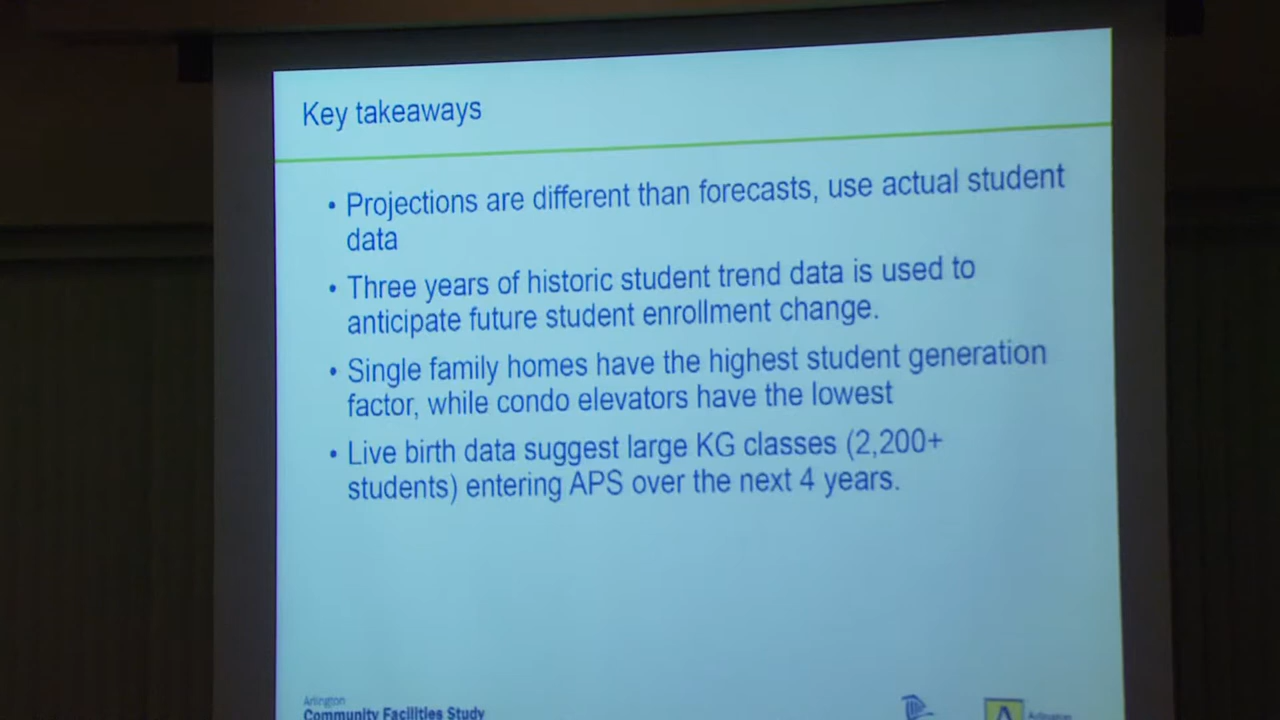 Key takeaways
• Projections are different than forecasts, use actual student
data
• Three years of historic student trend data is used to
anticipate future student enrollment change.
• Single family homes have the highest student generation
factor, while condo elevators have the lowest
• Live birth data suggest large KG classes (2,200+
students) entering APS over the next 4 years.
Arlington
Community Facilities Study
A
Arlington